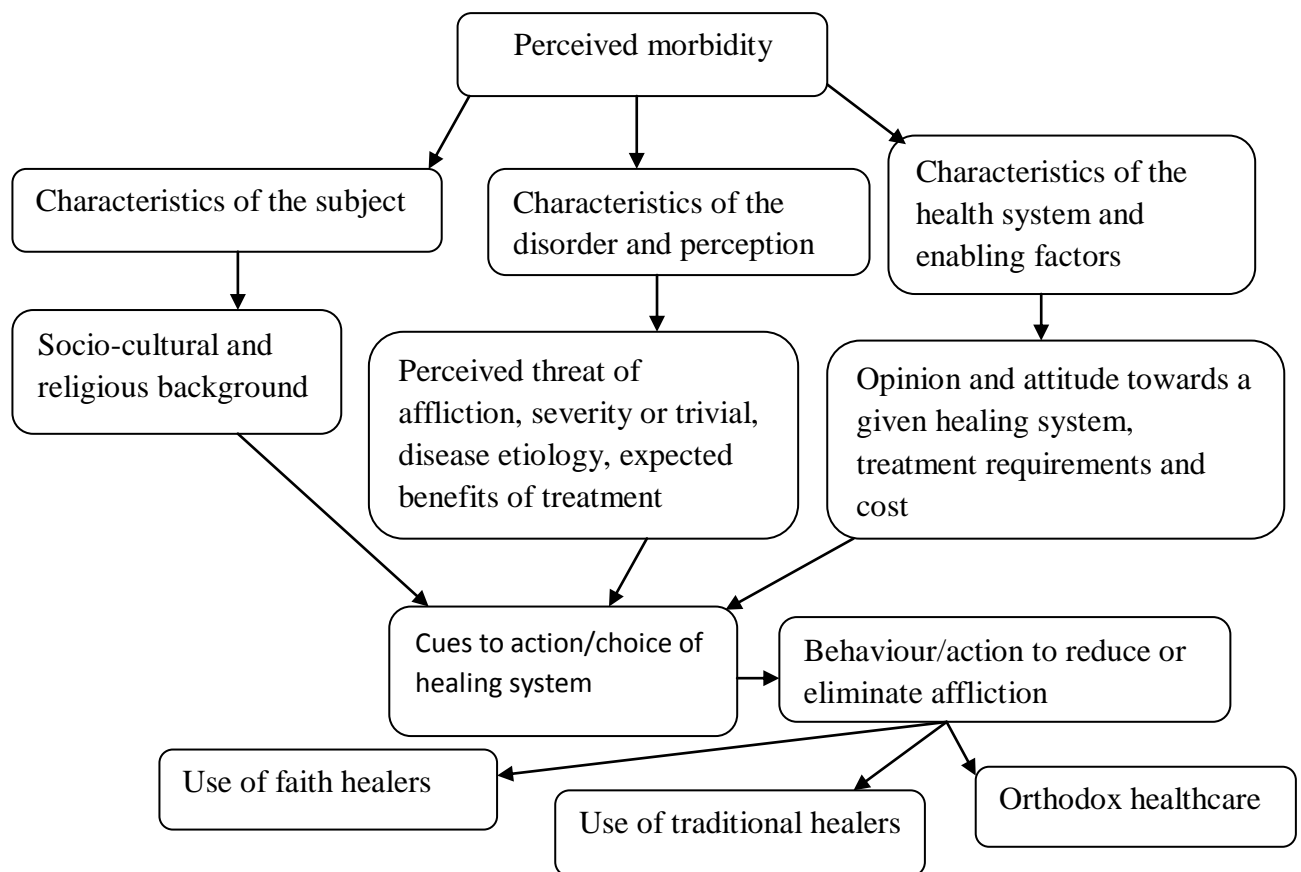 Perceived morbidity
Characteristics of the subject
Characteristics of the
disorder and perception
Characteristics of the
health system and
enabling factors
Socio-cultural and
religious background
Perceived threat of
affliction, severity or trivial,
disease etiology, expected
benefits of treatment
Opinion and attitude towards a
given healing system,
treatment requirements and
cost
Cues to action/choice of
healing system
Behaviour/action to reduce or
eliminate affliction
Use of faith healers
Use of traditional healers
Orthodox healthcare